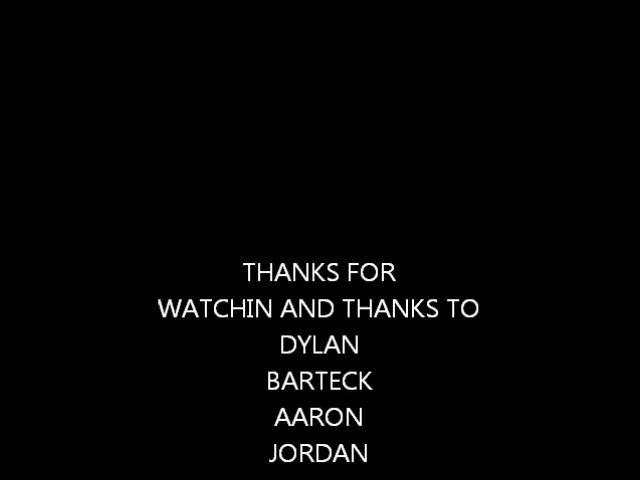 THANKS FOR
WATCHIN AND THANKS TO
DYLAN
BARTECK
AARON
JORDAN